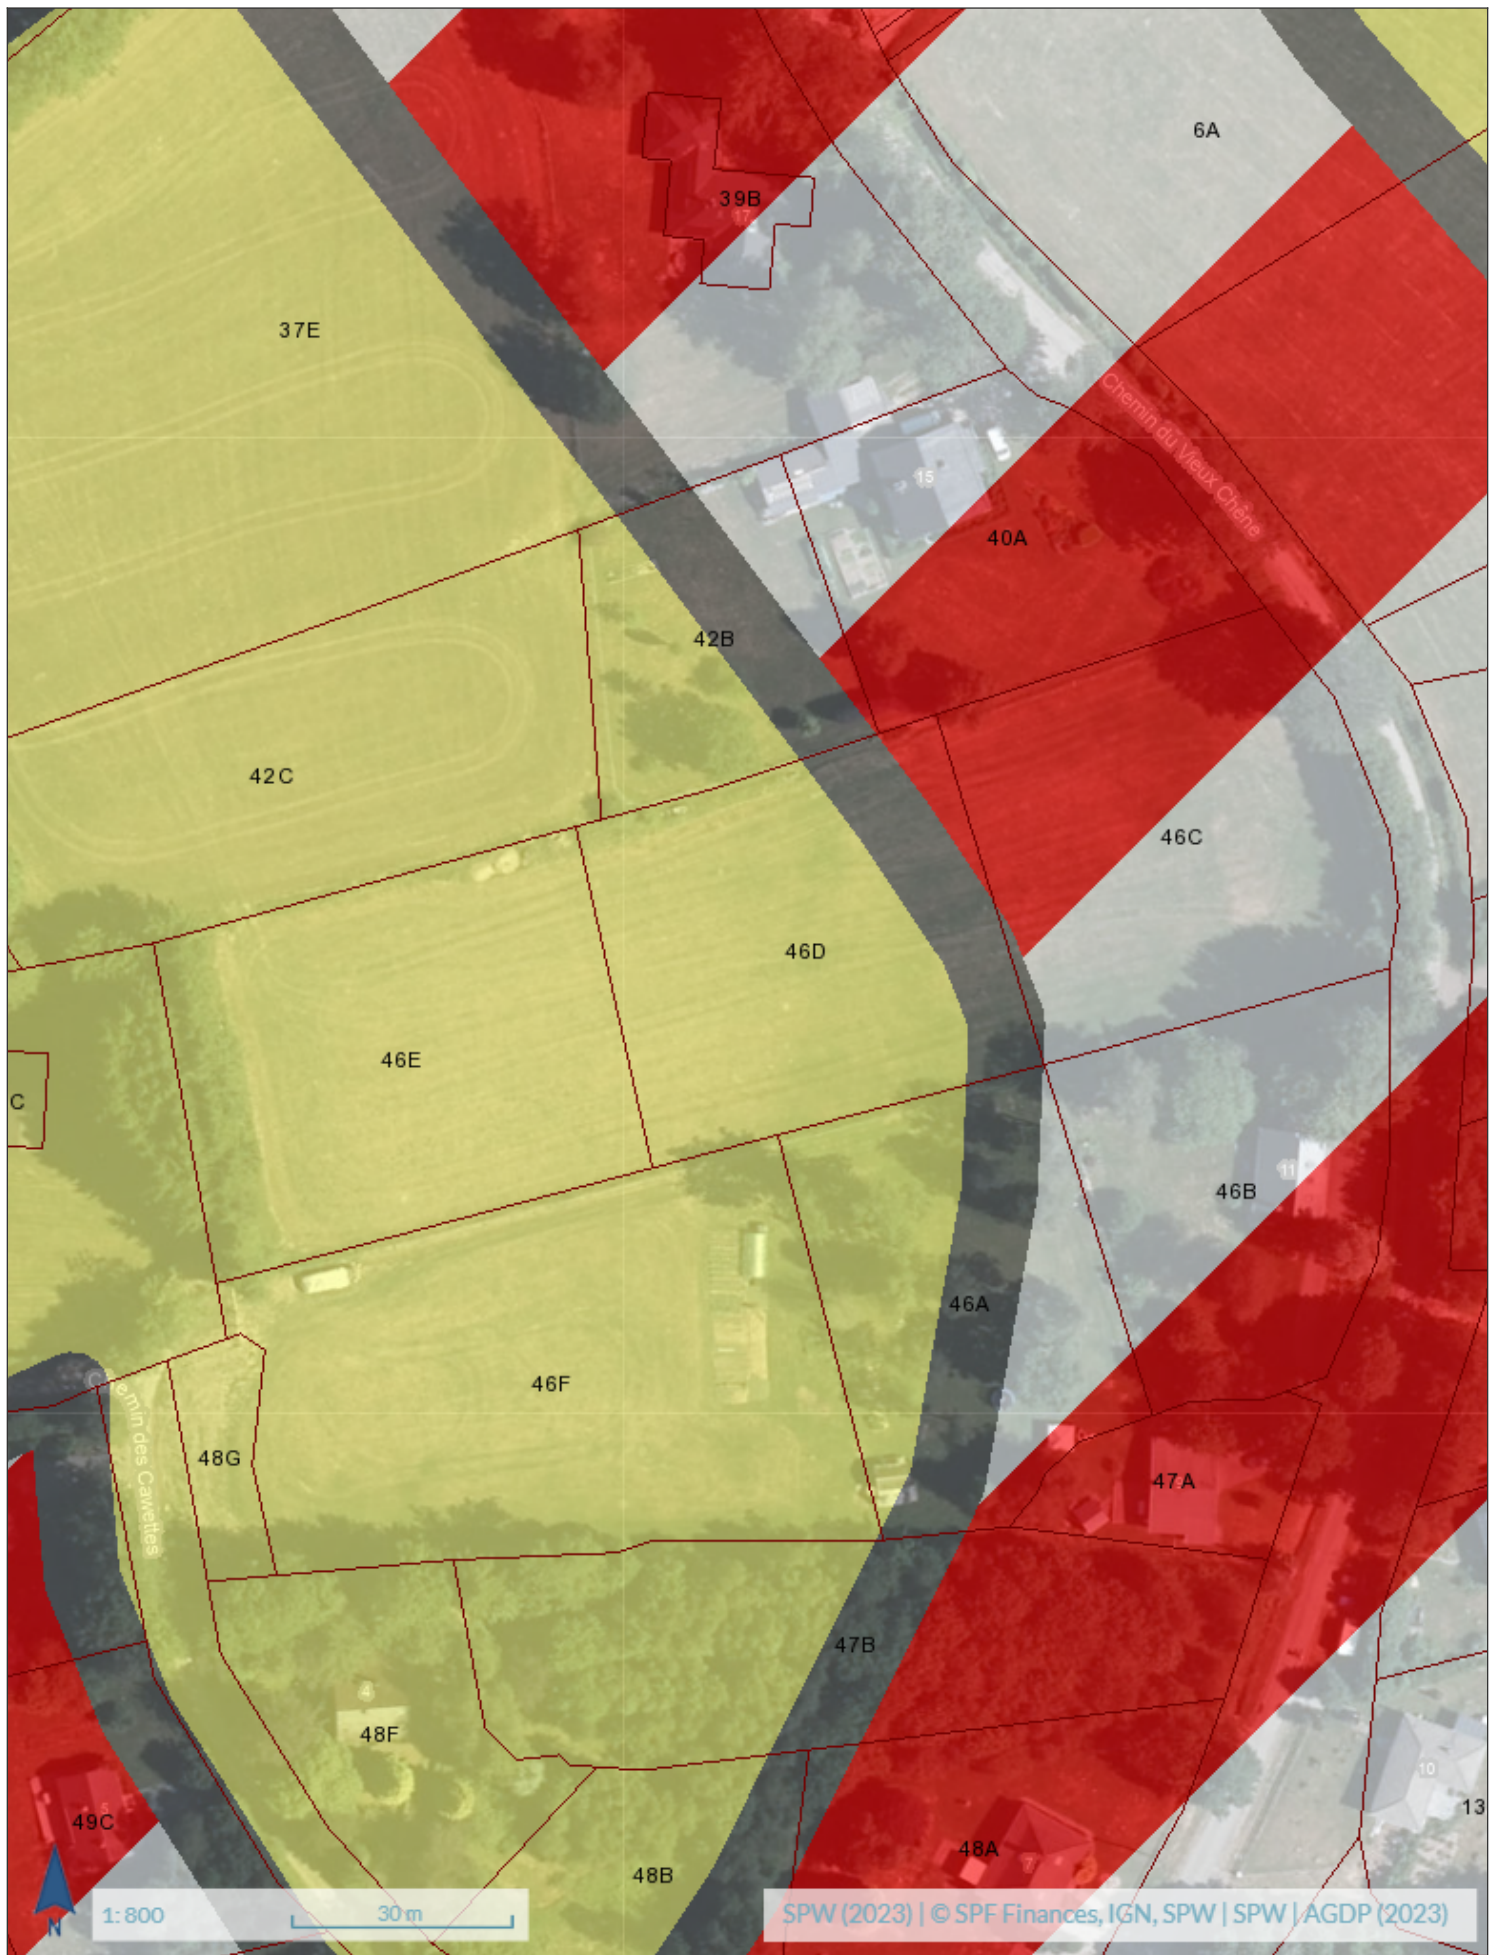 6A
39B
17
37E
Chemin du Vieux Chêne
15
40A
42B
42C
46C
46D
46E
C
11
46B
46A
46F
Chemin des Cawettes
48G
47A
47B
4
48F
10
13
49C
48A
7
48B
N
1: 800
30 m
SPW (2023) | © SPF Finances, IGN, SPW | SPW | AGDP (2023)